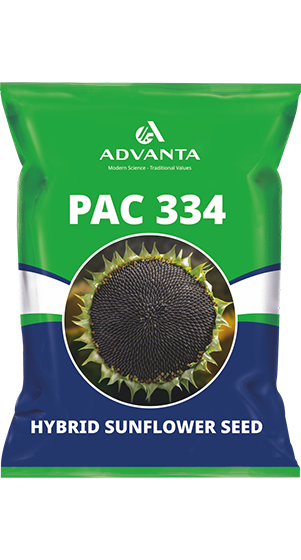 ADVANTA
Modern Science - Traditional Values
PAC 334
HYBRID SUNFLOWER SEED